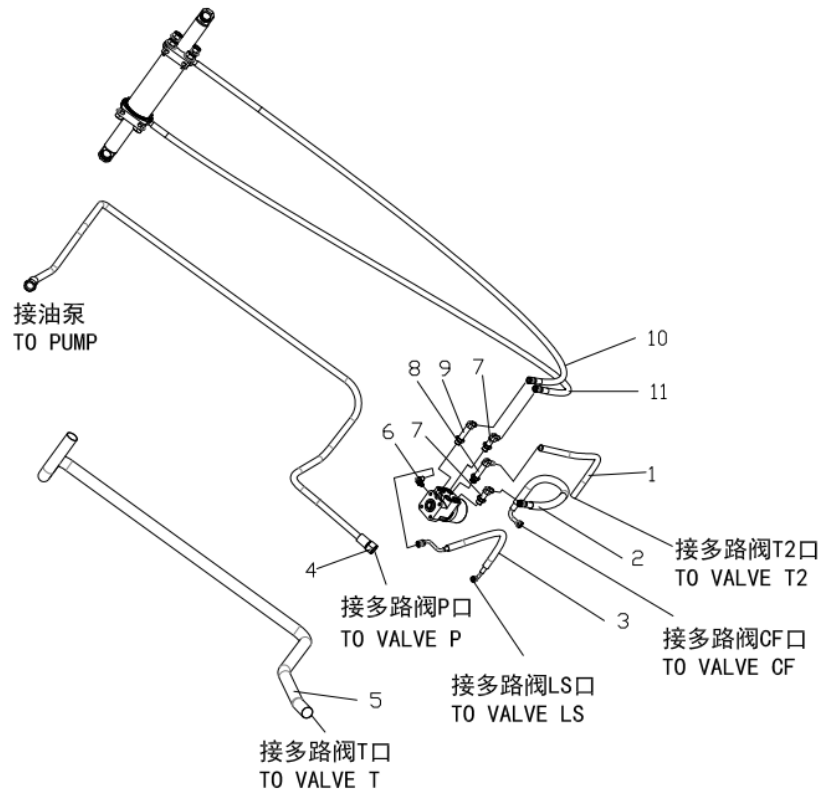 接油泵
TO PUMP
10
11
7
9
8
6
7
1
2
接多路阀T2口
TO VALVE T2
3
4
接多路阀P口
TO VALVE P
接多路阀CF口
TO VALVE CF
接多路阀LS口
TO VALVE LS
5
接多路阀T口
TO VALVE T